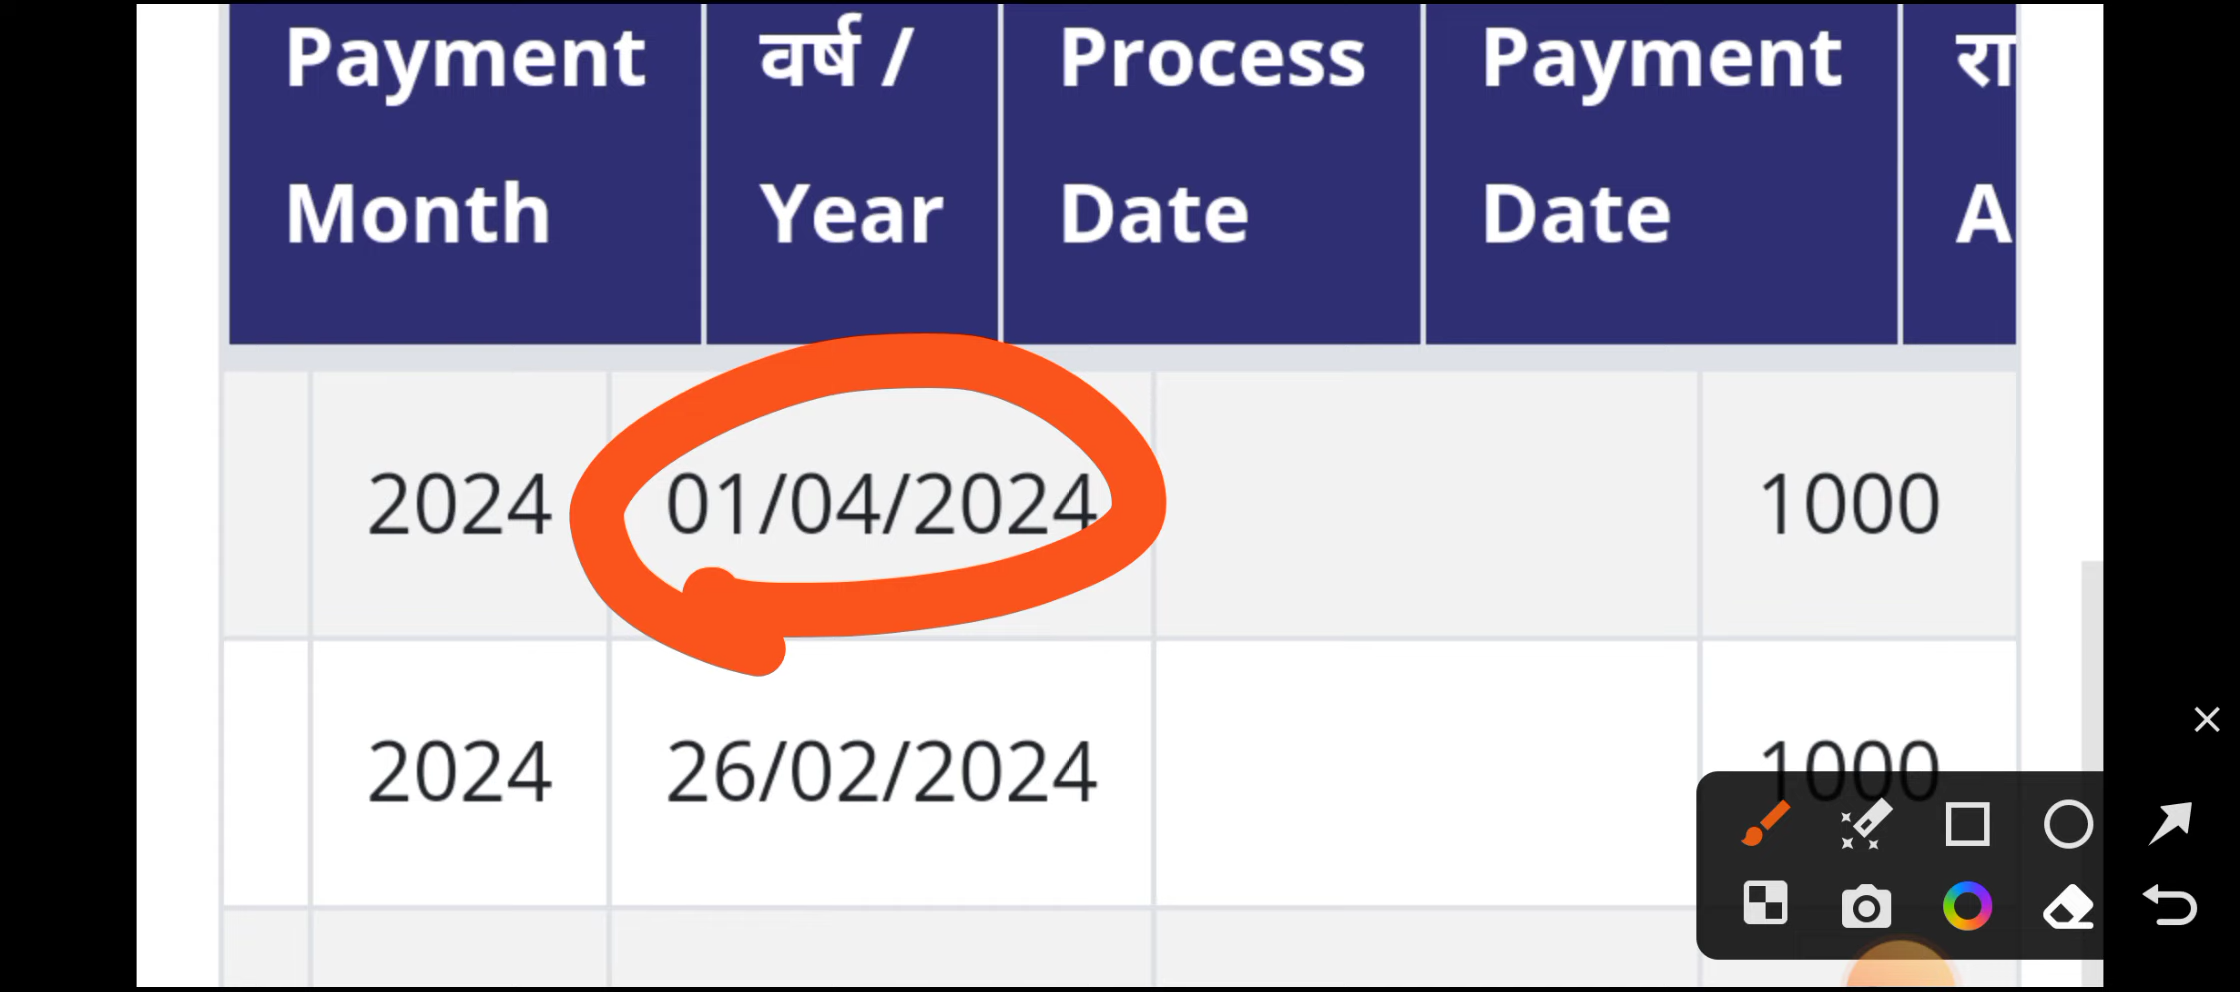 Payment Month
वर्ष / Year
Process Date
Payment Date
रा
A
2024 01/04/2024 1000
2024 26/02/2024 1000